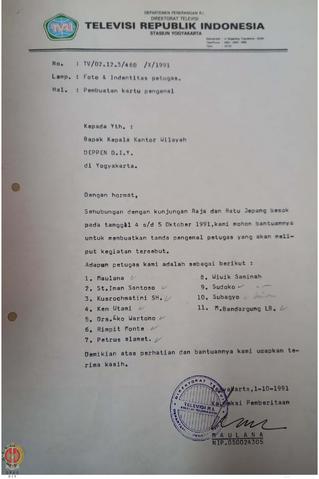 DEPARTEMEN PENERANGAN R.I.
DIREKTORAT TELEVISI
TELEVISI REPUBLIK INDONESIA
STASIUN YOGYAKARTA
No. : TV/02.12.3/460 /X/1991
Lamp. : Foto & Indentitas petugas.
Hal. : Pembuatan kartu pengenal
Kepada Yth. :
Bapak Kepala Kantor Wilayah
DEPPEN D.I.Y.
di Yogyakarta.
Dengan hormat,
Sehubungan dengan kunjungan Raja dan Ratu Jepang besok
pada tanggal 4 s/d 5 Oktober 1991,kami mohon bantuannya
untuk membuatkan tanda pengenal petugas yang akan meli-
put kegiatan tersebut.
Adapun petugas kami adalah sebagai berikut :
1. Maulana
2. St.Iman Santoso
3. Kusrochmatini SH.
4. Ken Utami
5. Dra.Eko Wartono
6. Rimpit Monte
7. Petrus Slamet.
8. Wiwik Saminah
9. Sudoko
10. Subagyo
11. M.Bandargung LB.
Demikian atas perhatian dan bantuannya kami ucapkan te-
rima kasih.
Yogyakarta,1-10-1991
Seksi Pemberitaan
MAULANA
NIP.030024305